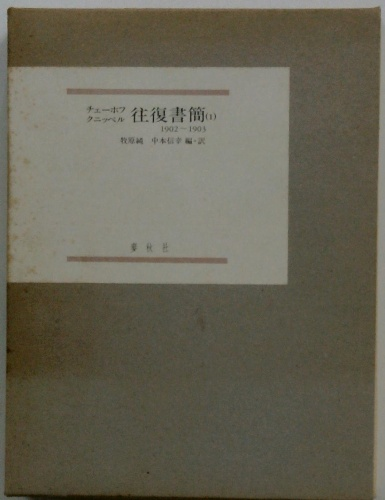 チェーホフ
クニッペル 往復書簡(1)
1902～1903
牧原純 中本信幸 編・訳
麥秋社